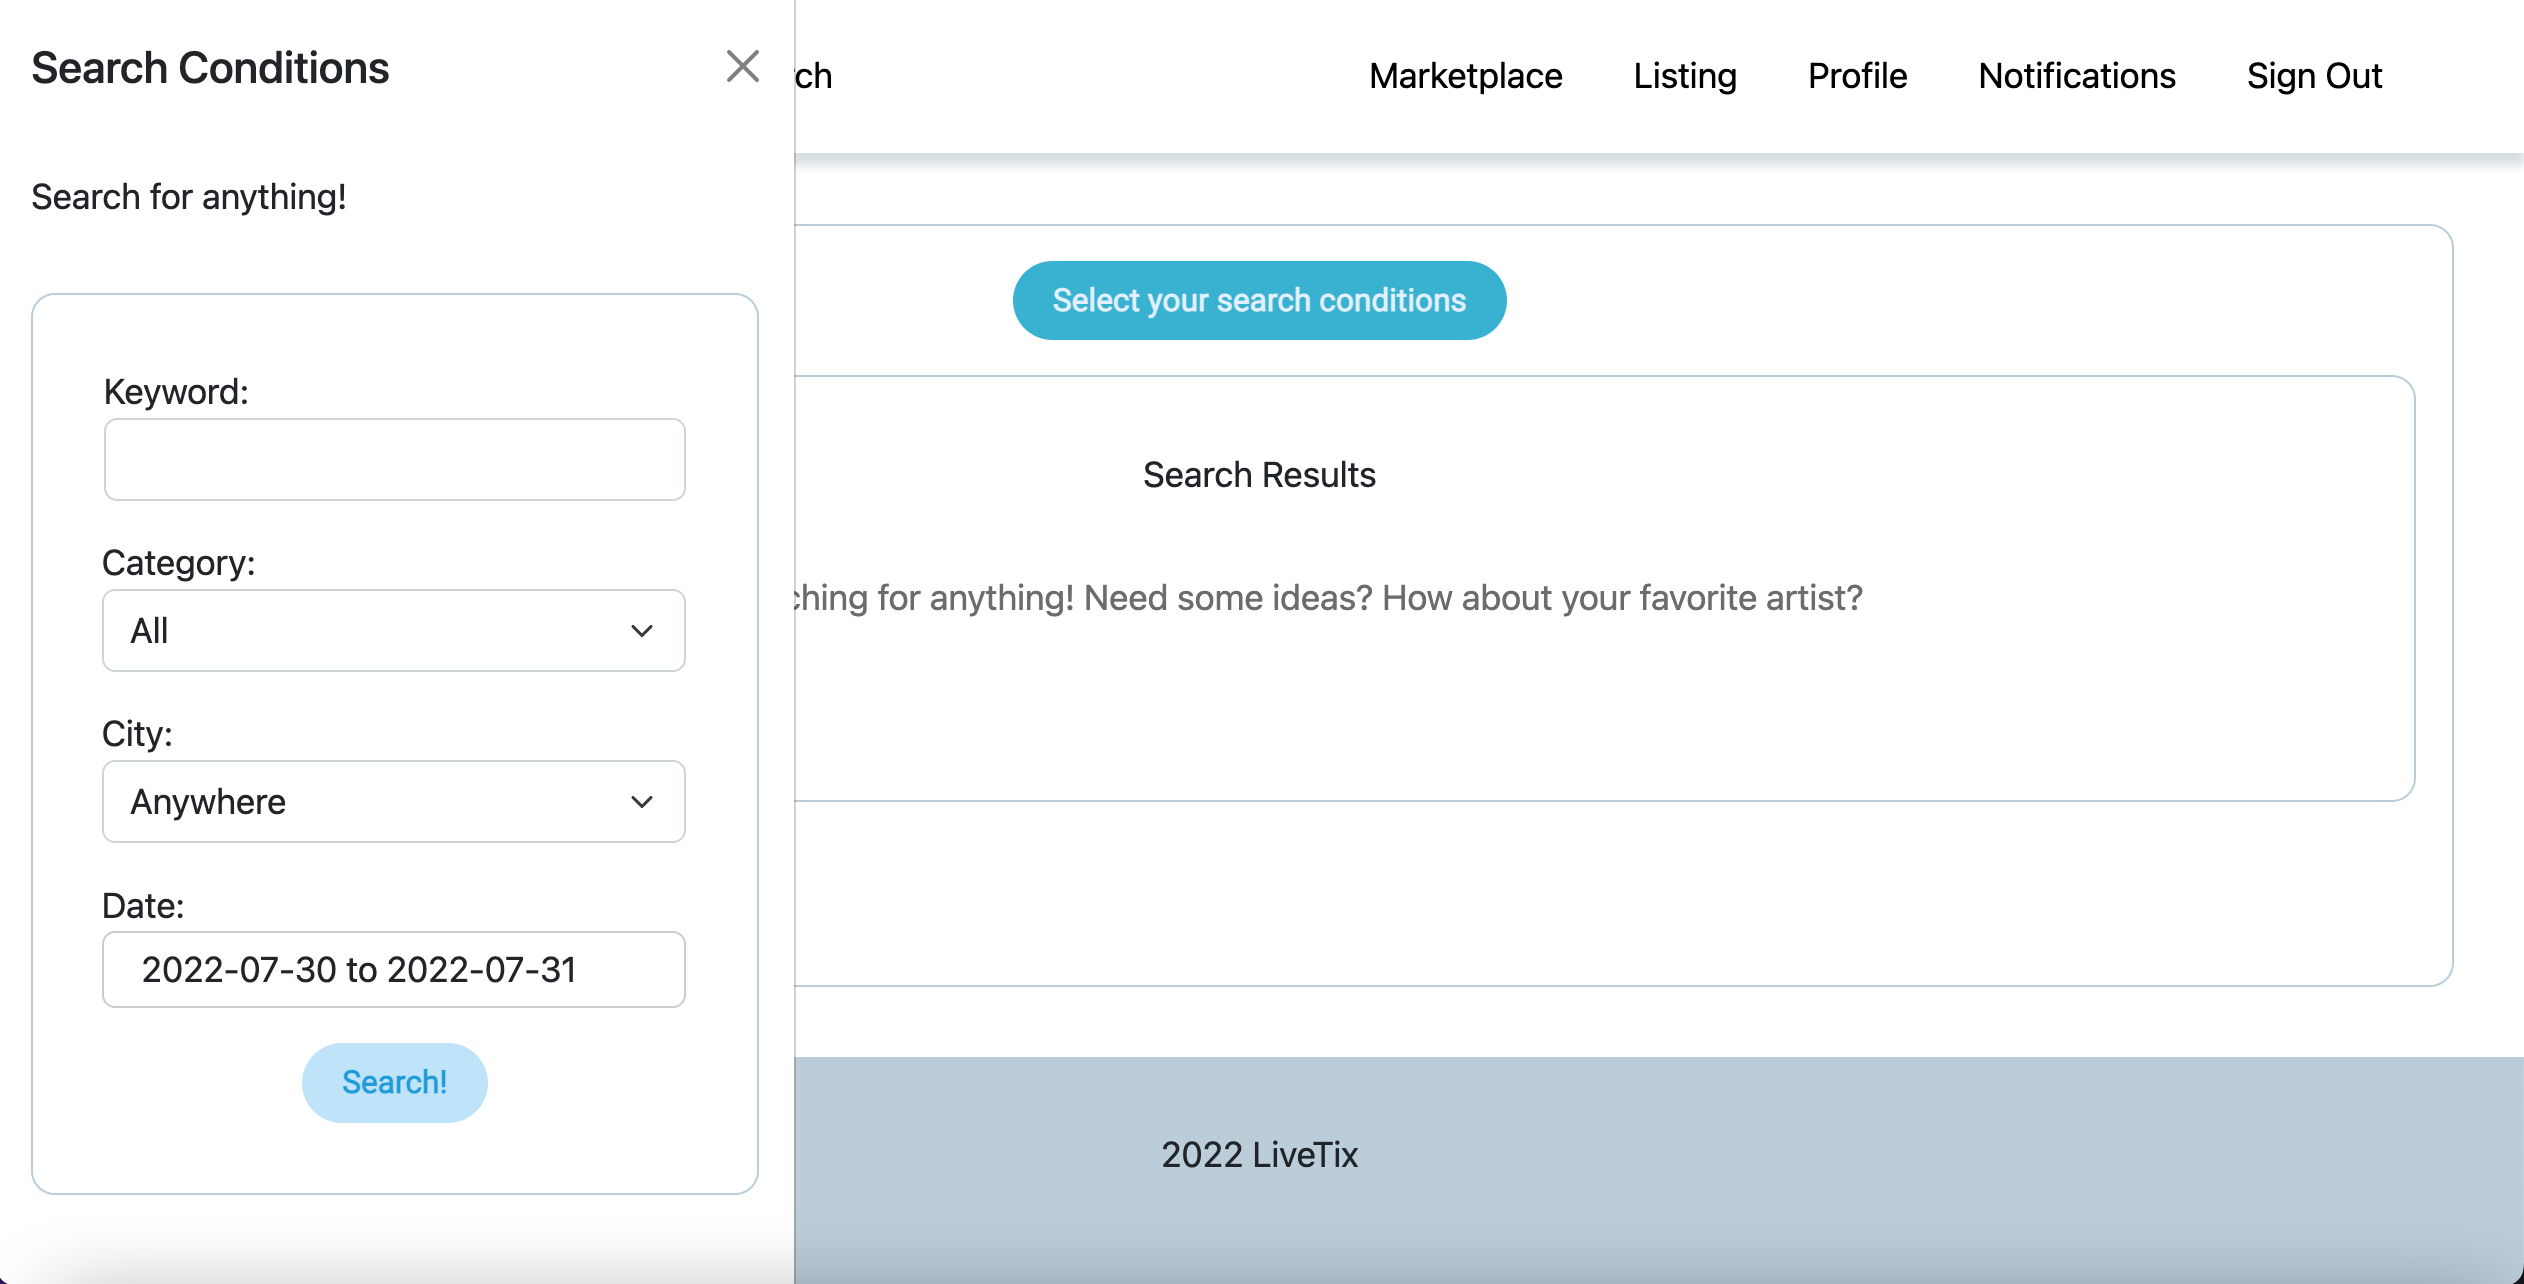 Search Conditions
Search for anything!
Keyword:
Category:
All
City:
Anywhere
Date:
2022-07-30 to 2022-07-31
Search!
Marketplace Listing Profile Notifications Sign Out
Select your search conditions
Search Results
for anything! Need some ideas? How about your favorite artist?
2022 LiveTix